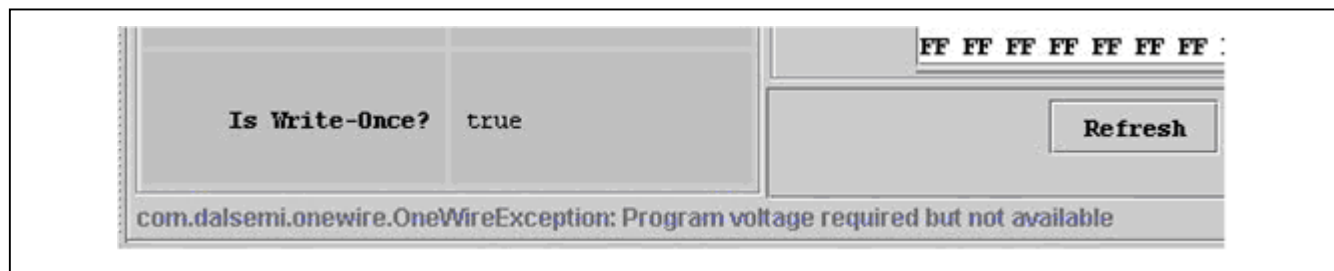 FF FF FF FF FF FF FF
Is Write-Once? true
Refresh
com.dalsemi.onewire.OneWireException: Program voltage required but not available